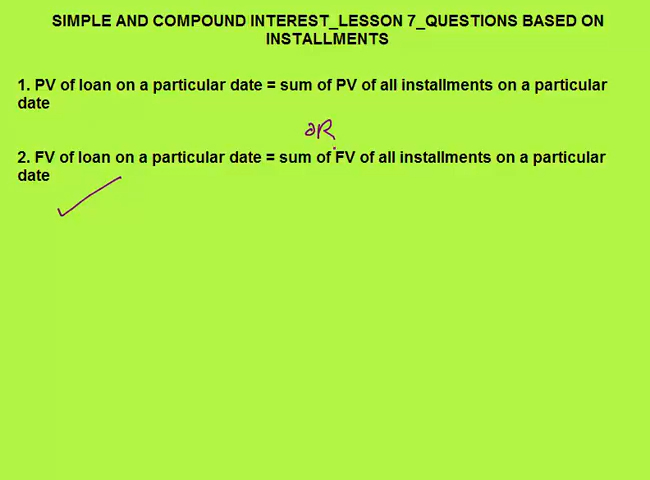 SIMPLE AND COMPOUND INTEREST_LESSON 7_QUESTIONS BASED ON
INSTALLMENTS
1. PV of loan on a particular date = sum of PV of all installments on a particular
date
OR
2. FV of loan on a particular date = sum of FV of all installments on a particular
date